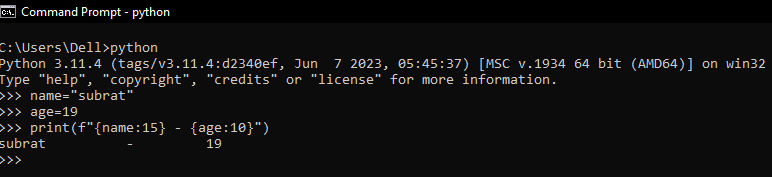 Command Prompt - python
C:\Users\Dell>python
Python 3.11.4 (tags/v3.11.4:d2340ef, Jun  7 2023, 05:45:37) [MSC v.1934 64 bit (AMD64)] on win32
Type "help", "copyright", "credits" or "license" for more information.
>>> name="subrat"
>>> age=19
>>> print(f"{name:15} - {age:10}")
subrat          -         19
>>>